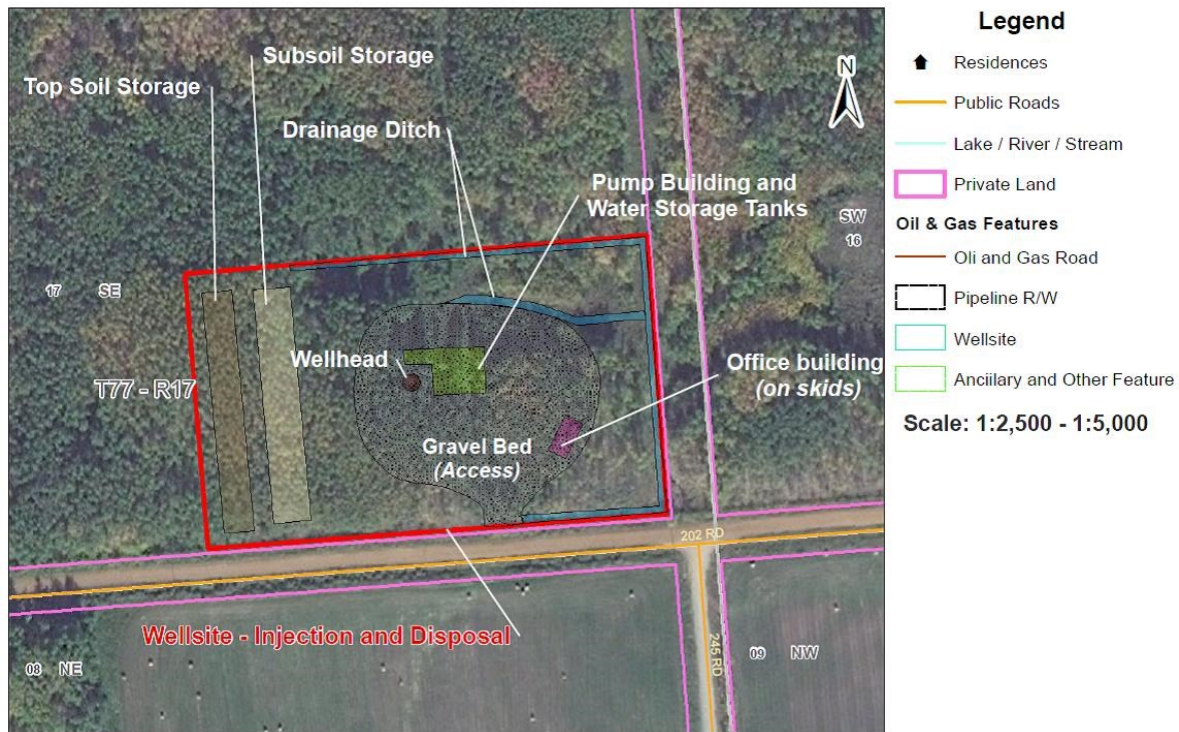 Subsoil Storage
Top Soil Storage
N
Drainage Ditch
Pump Building and
Water Storage Tanks
SW
16
17 SE
Wellhead
Office building
(on skids)
T77 - R17
Gravel Bed
(Access)
202 RD
Wellsite - Injection and Disposal
245 RD
08 NE
09 NW
Legend
Residences
Public Roads
Lake / River / Stream
Private Land
Oil & Gas Features
Oli and Gas Road
Pipeline R/W
Wellsite
Anciilary and Other Feature
Scale: 1:2,500 - 1:5,000